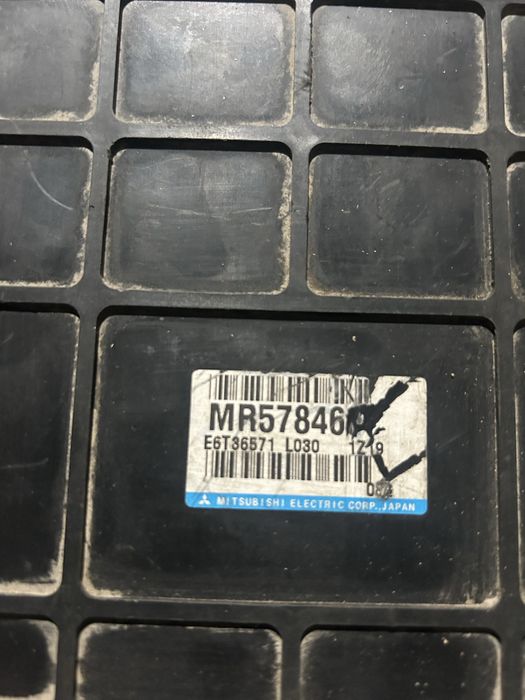 MR57846
E6T36571 L030 1Z19
MITSUBISHI ELECTRIC CORP., JAPAN